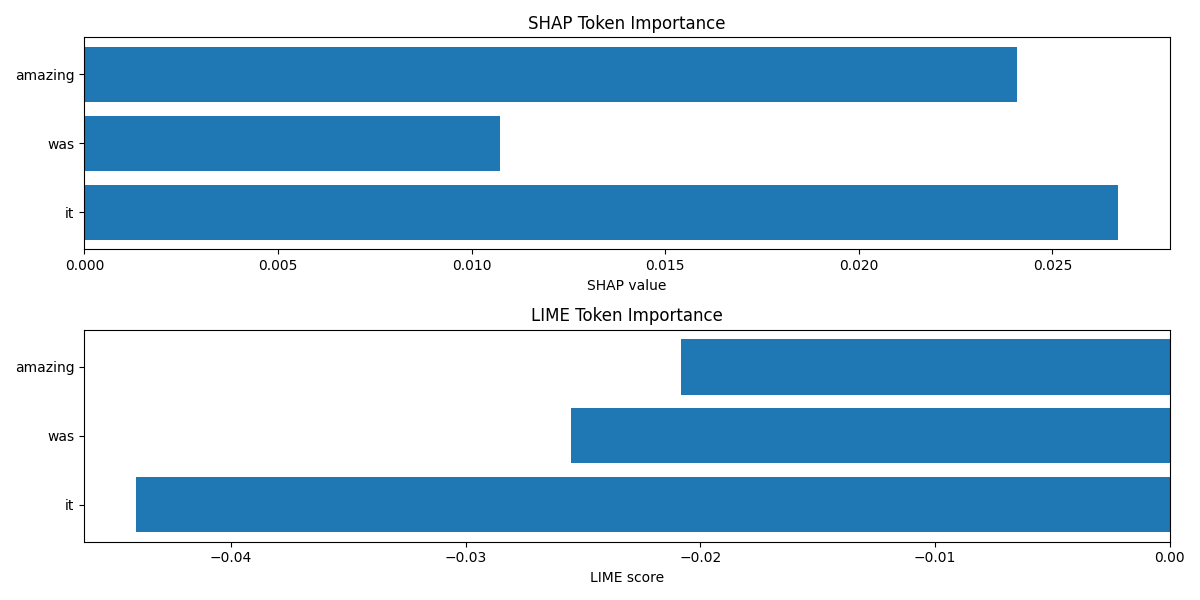 SHAP Token Importance
amazing
was
it
0.000 0.005 0.010 0.015 0.020 0.025
SHAP value
LIME Token Importance
amazing
was
it
−0.04 −0.03 −0.02 −0.01 0.00
LIME score